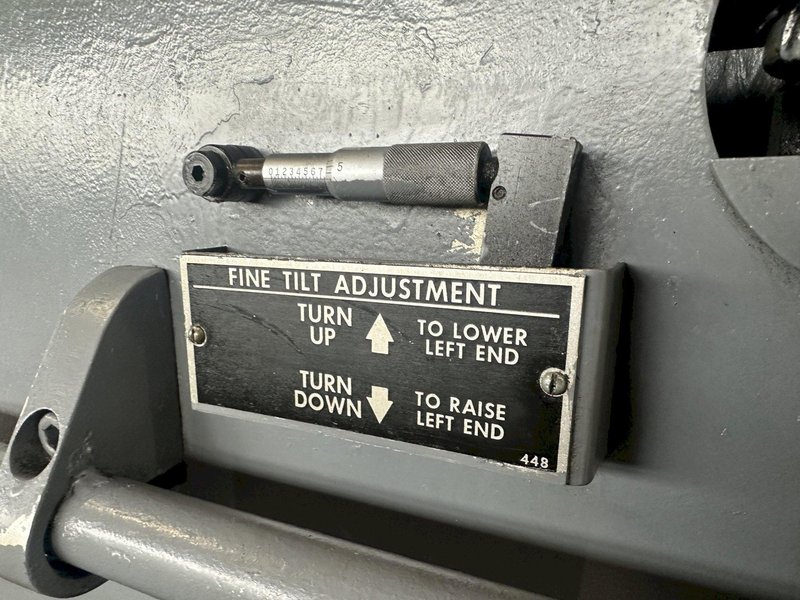 01234567 5
FINE TILT ADJUSTMENT
TURN UP TO LOWER LEFT END
TURN DOWN TO RAISE LEFT END
448